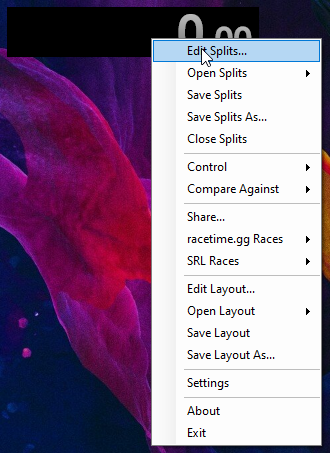 0.00
Edit Splits...
Open Splits
Save Splits
Save Splits As...
Close Splits
Control
Compare Against
Share...
racetime.gg Races
SRL Races
Edit Layout...
Open Layout
Save Layout
Save Layout As...
Settings
About
Exit